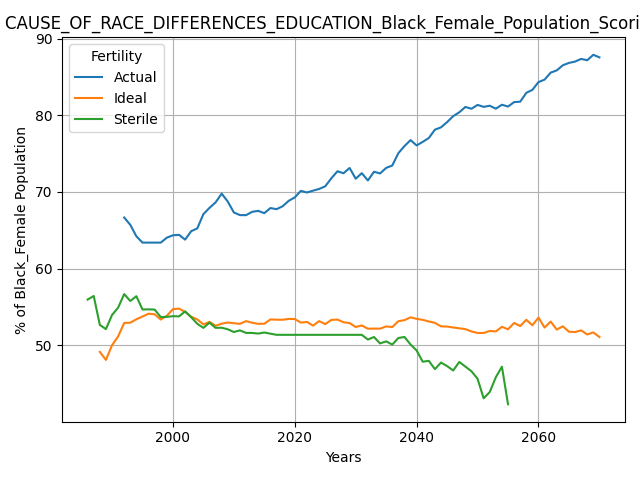 CAUSE_OF_RACE_DIFFERENCES_EDUCATION_Black_Female_Population_Scori
90
80
70
60
50
% of Black_Female Population
Fertility
Actual
Ideal
Sterile
2000 2020 2040 2060
Years